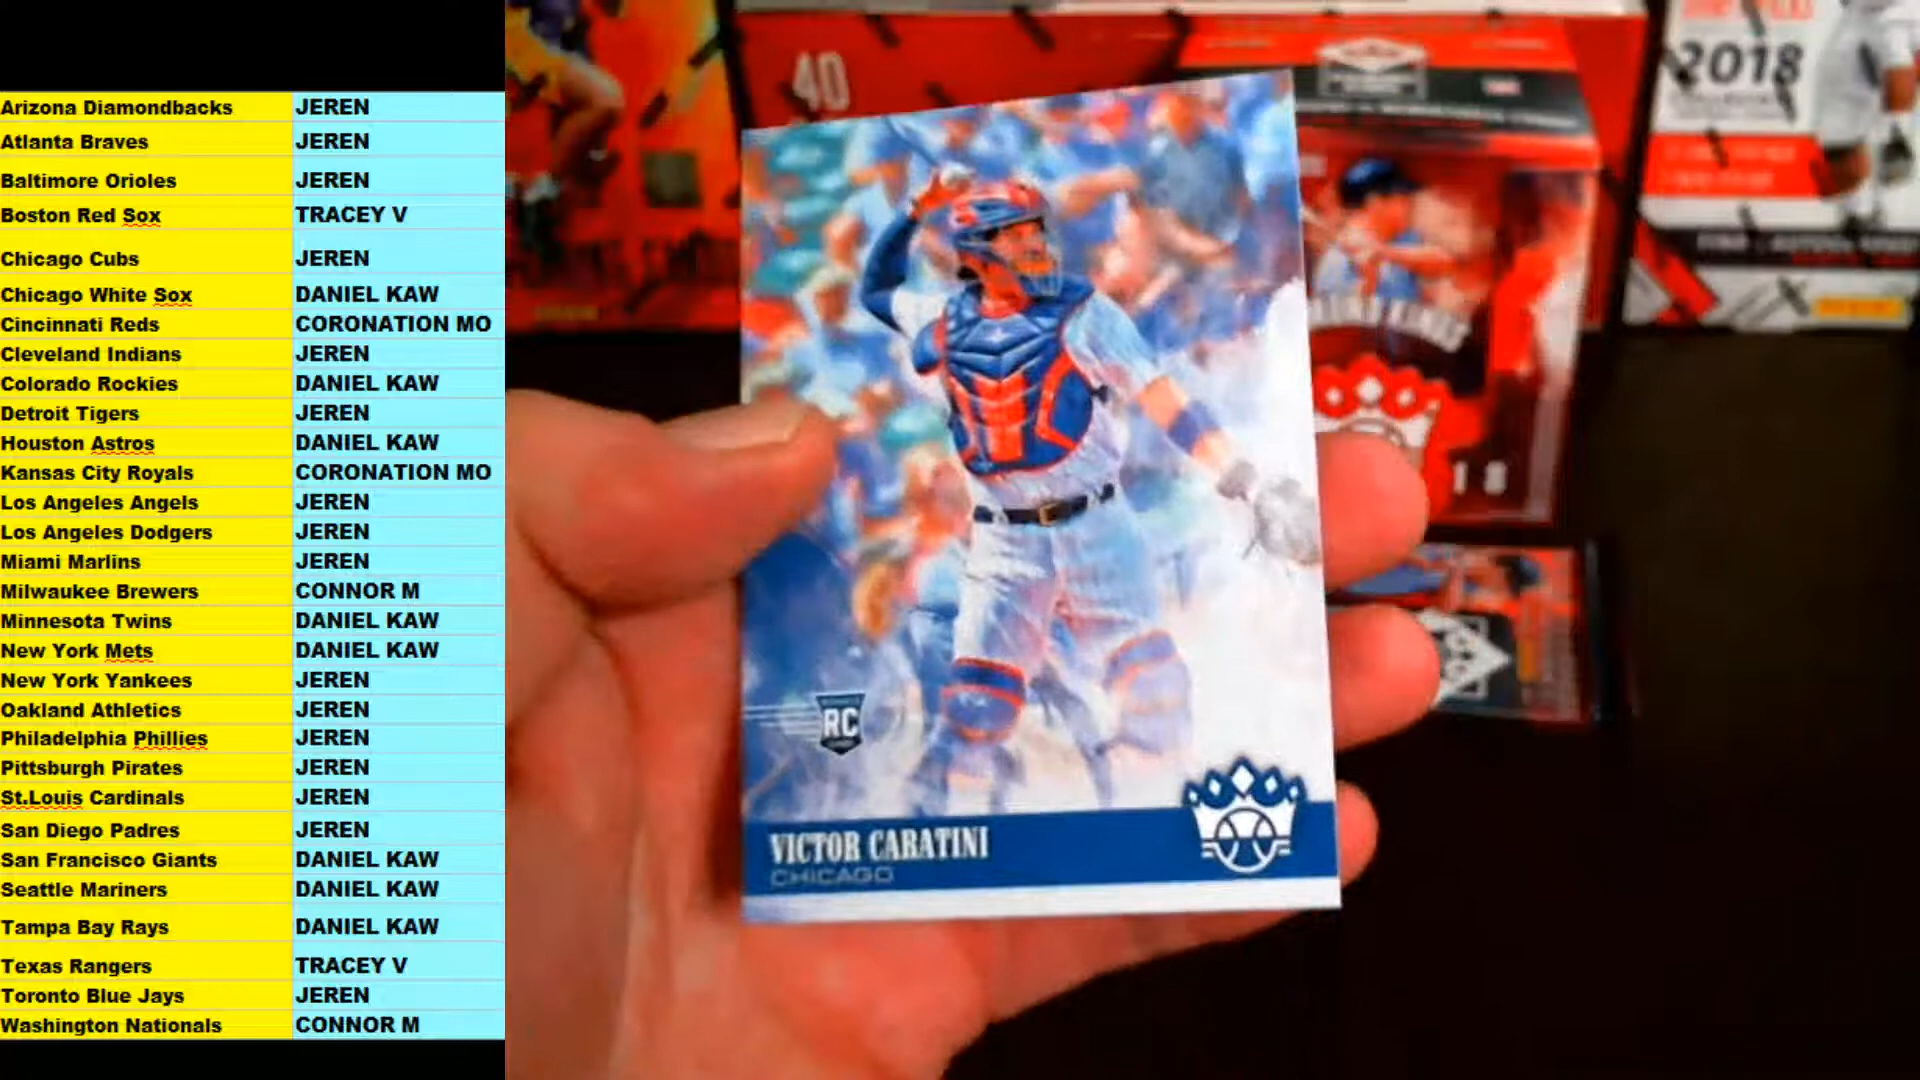 Arizona Diamondbacks JEREN
Atlanta Braves JEREN
Baltimore Orioles JEREN
Boston Red Sox TRACEY V
Chicago Cubs JEREN
Chicago White Sox DANIEL KAW
Cincinnati Reds CORONATION MO
Cleveland Indians JEREN
Colorado Rockies DANIEL KAW
Detroit Tigers JEREN
Houston Astros DANIEL KAW
Kansas City Royals CORONATION MO
Los Angeles Angels JEREN
Los Angeles Dodgers JEREN
Miami Marlins JEREN
Milwaukee Brewers CONNOR M
Minnesota Twins DANIEL KAW
New York Mets DANIEL KAW
New York Yankees JEREN
Oakland Athletics JEREN
Philadelphia Phillies JEREN
Pittsburgh Pirates JEREN
St.Louis Cardinals JEREN
San Diego Padres JEREN
San Francisco Giants DANIEL KAW
Seattle Mariners DANIEL KAW
Tampa Bay Rays DANIEL KAW
Texas Rangers TRACEY V
Toronto Blue Jays JEREN
Washington Nationals CONNOR M
40
2018
RC
VICTOR CARATINI
CHICAGO